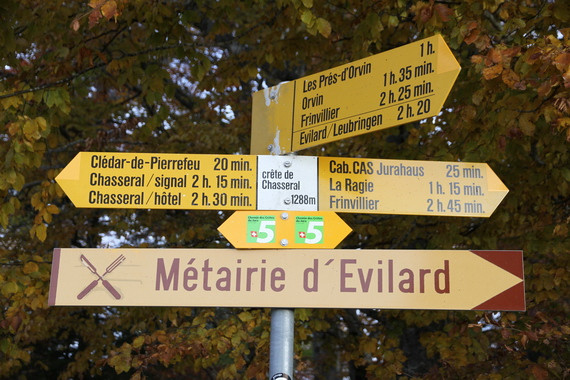 Les Prés-d'Orvin 1 h.
Orvin 1 h. 35 min.
Frinvillier 2 h. 25 min.
Evilard/Leubringen 2 h. 20
Clédar-de-Pierrefeu 20 min.
Chasseral/signal 2 h. 15 min.
Chasseral/hôtel 2 h. 30 min.
crête de
Chasseral
1288m
Cab. CAS Jurahaus 25 min.
La Ragie 1 h. 15 min.
Frinvillier 2 h. 45 min.
5 5
Métairie d´Evilard